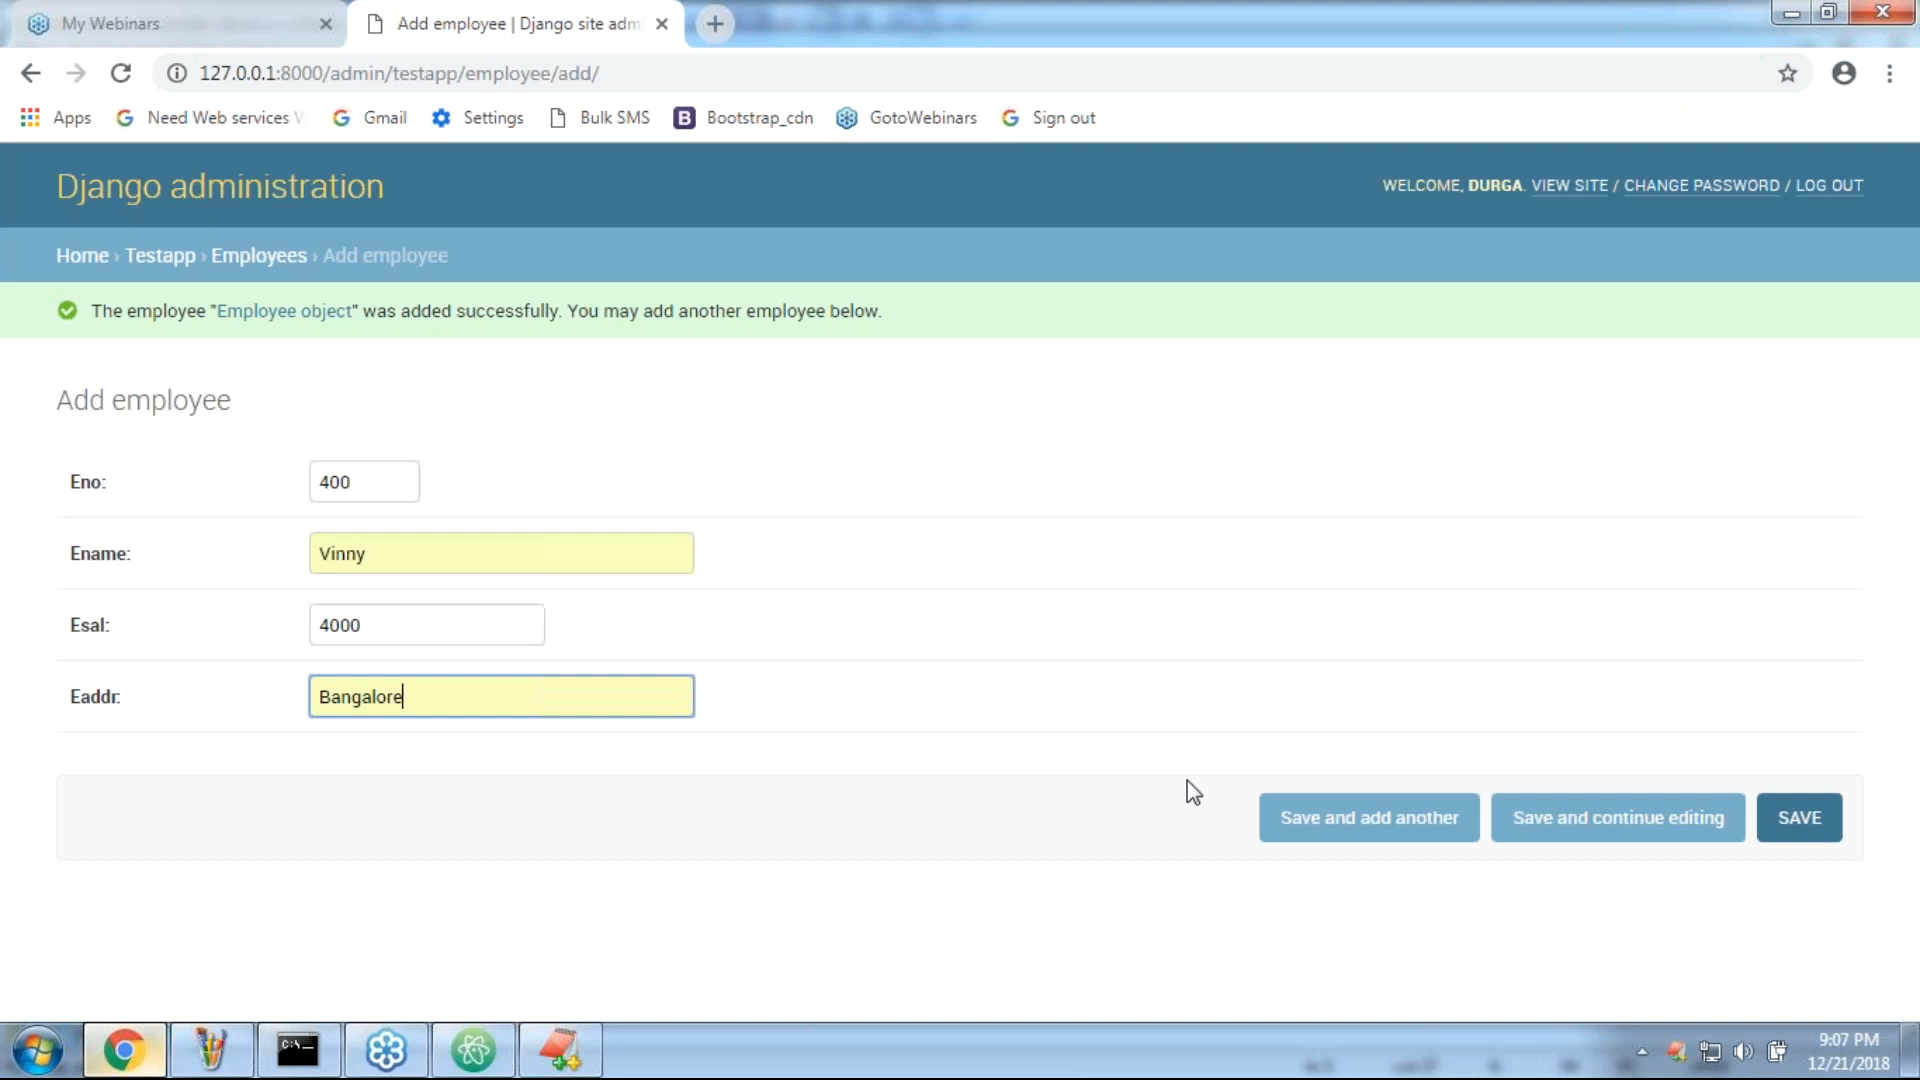 My Webinars
Add employee | Django site adm
127.0.0.1:8000/admin/testapp/employee/add/
Apps
Need Web services
Gmail
Settings
Bulk SMS
Bootstrap_cdn
GotoWebinars
Sign out
Django administration
WELCOME, DURGA. VIEW SITE / CHANGE PASSWORD / LOG OUT
Home › Testapp › Employees › Add employee
The employee "Employee object" was added successfully. You may add another employee below.
Add employee
Eno: 400
Ename: Vinny
Esal: 4000
Eaddr: Bangalore
Save and add another
Save and continue editing
SAVE
C:\_
9:07 PM
12/21/2018